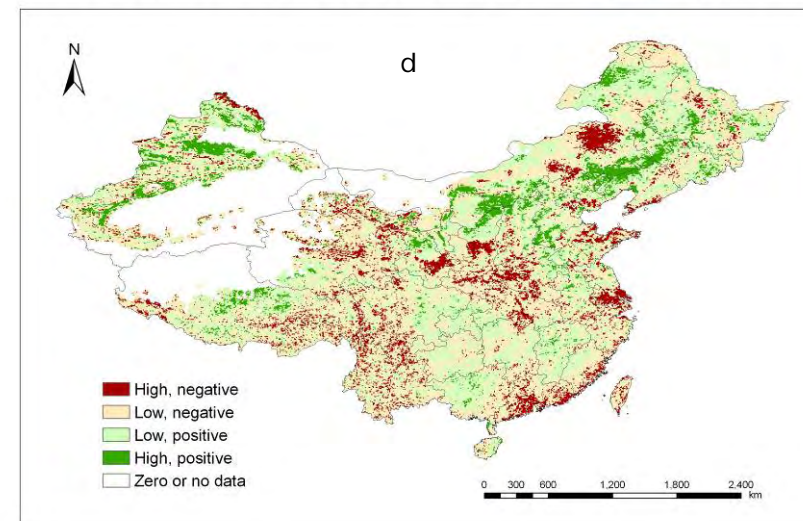 d
N
High, negative
Low, negative
Low, positive
High, positive
Zero or no data
0 300 600 1,200 1,800 2,400
km